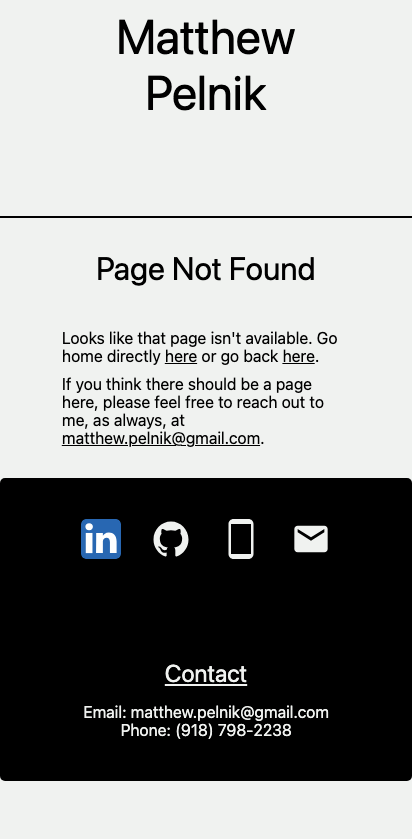 Matthew
Pelnik
Page Not Found
Looks like that page isn't available. Go
home directly here or go back here.
If you think there should be a page
here, please feel free to reach out to
me, as always, at
matthew.pelnik@gmail.com.
in
Contact
Email: matthew.pelnik@gmail.com
Phone: (918) 798-2238